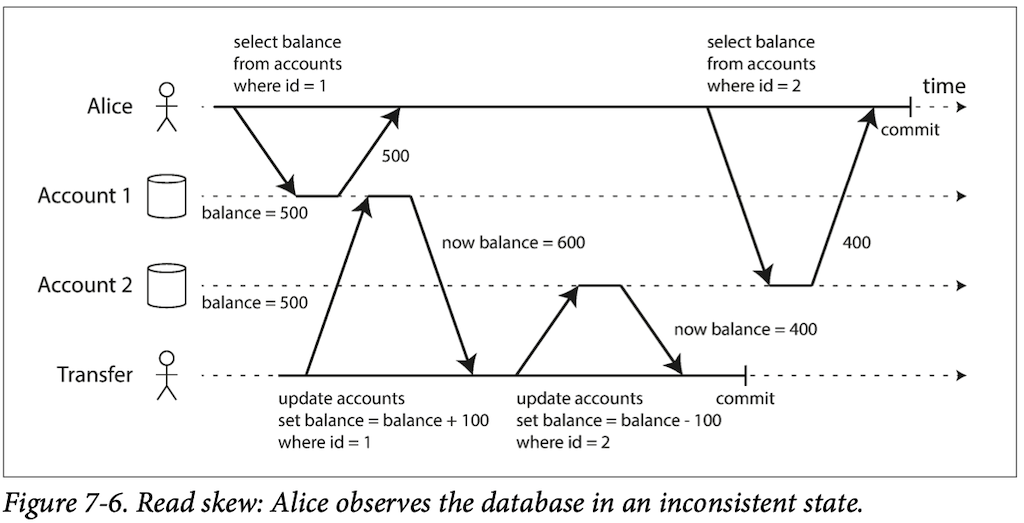 select balance
from accounts
where id = 1
select balance
from accounts
where id = 2
time
Alice
commit
500
Account 1
balance = 500
now balance = 600
400
Account 2
balance = 500
now balance = 400
Transfer
update accounts
set balance = balance + 100
where id = 1
update accounts
set balance = balance - 100
where id = 2
commit
Figure 7-6. Read skew: Alice observes the database in an inconsistent state.